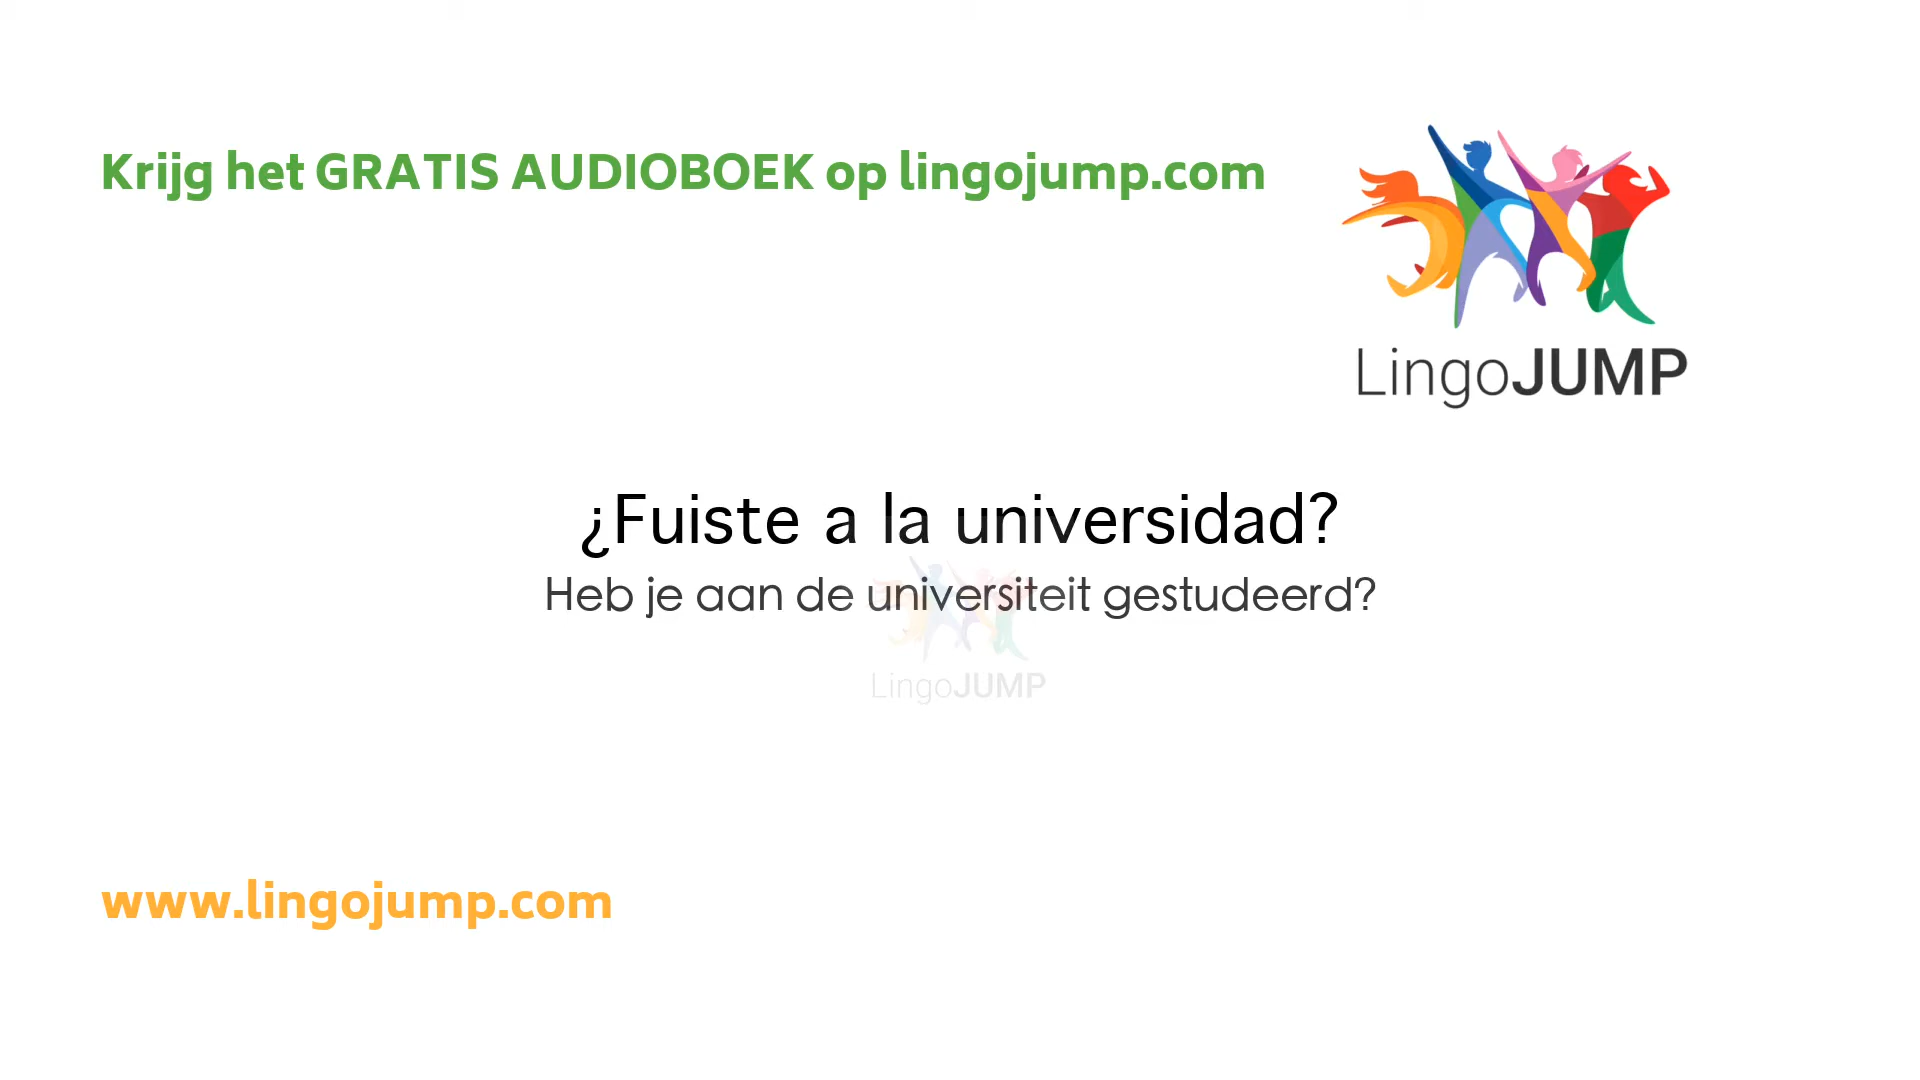 Krijg het GRATIS AUDIOBOEK op lingojump.com
LingoJUMP
¿Fuiste a la universidad?
Heb je aan de universiteit gestudeerd?
LingoJUMP
www.lingojump.com